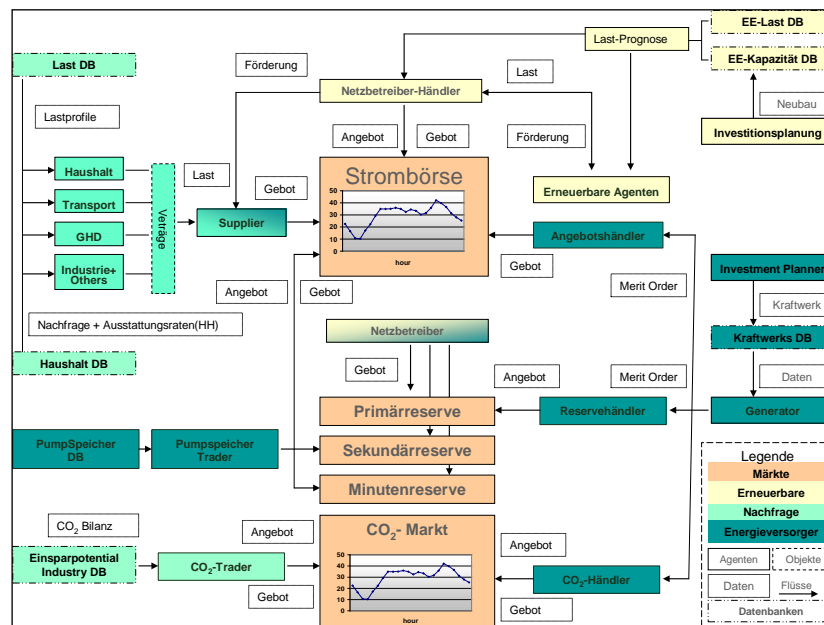 EE-Last DB
Last-Prognose
EE-Kapazität DB
Last DB
Förderung
Last
Netzbetreiber-Händler
Neubau
Lastprofile
Angebot
Gebot
Förderung
Investitionsplanung
Haushalt
Transport
GHD
Industrie+
Others
Veträge
Last
Gebot
Supplier
Strombörse
50
40
30
20
10
0
hour
Erneuerbare Agenten
Angebotshändler
Gebot
Investment Planner
Angebot
Gebot
Merit Order
Kraftwerk
Nachfrage + Ausstattungsraten(HH)
Netzbetreiber
Kraftwerks DB
Haushalt DB
Gebot
Angebot
Merit Order
Daten
Primärreserve
Reservehändler
Generator
PumpSpeicher
DB
Pumpspeicher
Trader
Sekundärreserve
Minutenreserve
Legende
Märkte
Erneuerbare
Nachfrage
Energieversorger
Agenten
Objekte
Daten
Flüsse
Datenbanken
CO2 Bilanz
Angebot
CO2- Markt
Angebot
Einsparpotential
Industry DB
CO2-Trader
50
40
30
20
10
0
hour
CO2-Händler
Gebot
Gebot